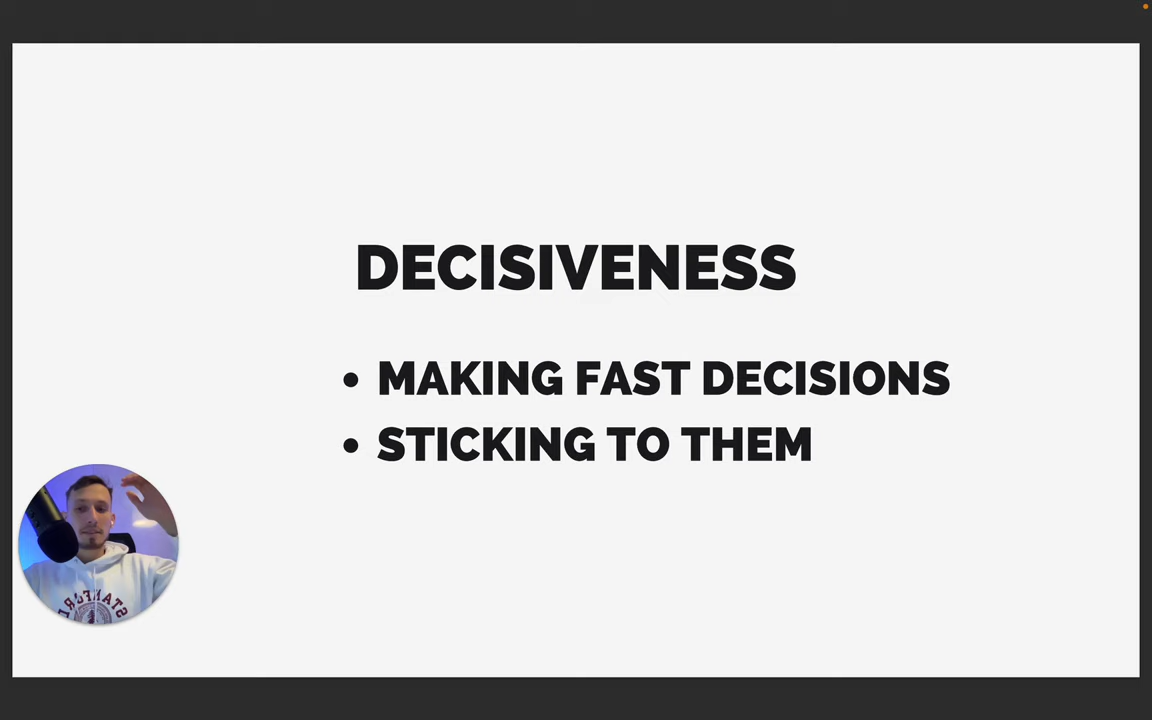 DECISIVENESS
• MAKING FAST DECISIONS
• STICKING TO THEM